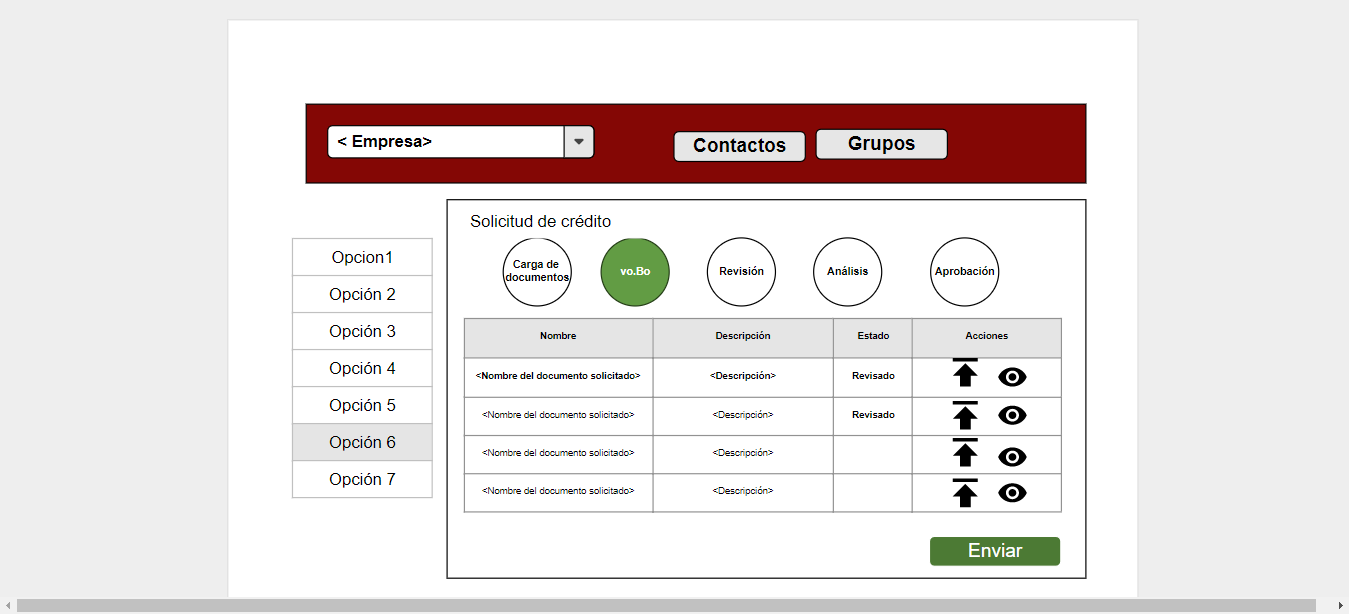 < Empresa>
Contactos
Grupos
Solicitud de crédito
Carga de
documentos
vo.Bo
Revisión
Análisis
Aprobación
Opcion1
Opción 2
Opción 3
Opción 4
Opción 5
Opción 6
Opción 7
Nombre Descripción Estado Acciones
<Nombre del documento solicitado> <Descripción> Revisado
<Nombre del documento solicitado> <Descripción> Revisado
<Nombre del documento solicitado> <Descripción>
<Nombre del documento solicitado> <Descripción>
Enviar